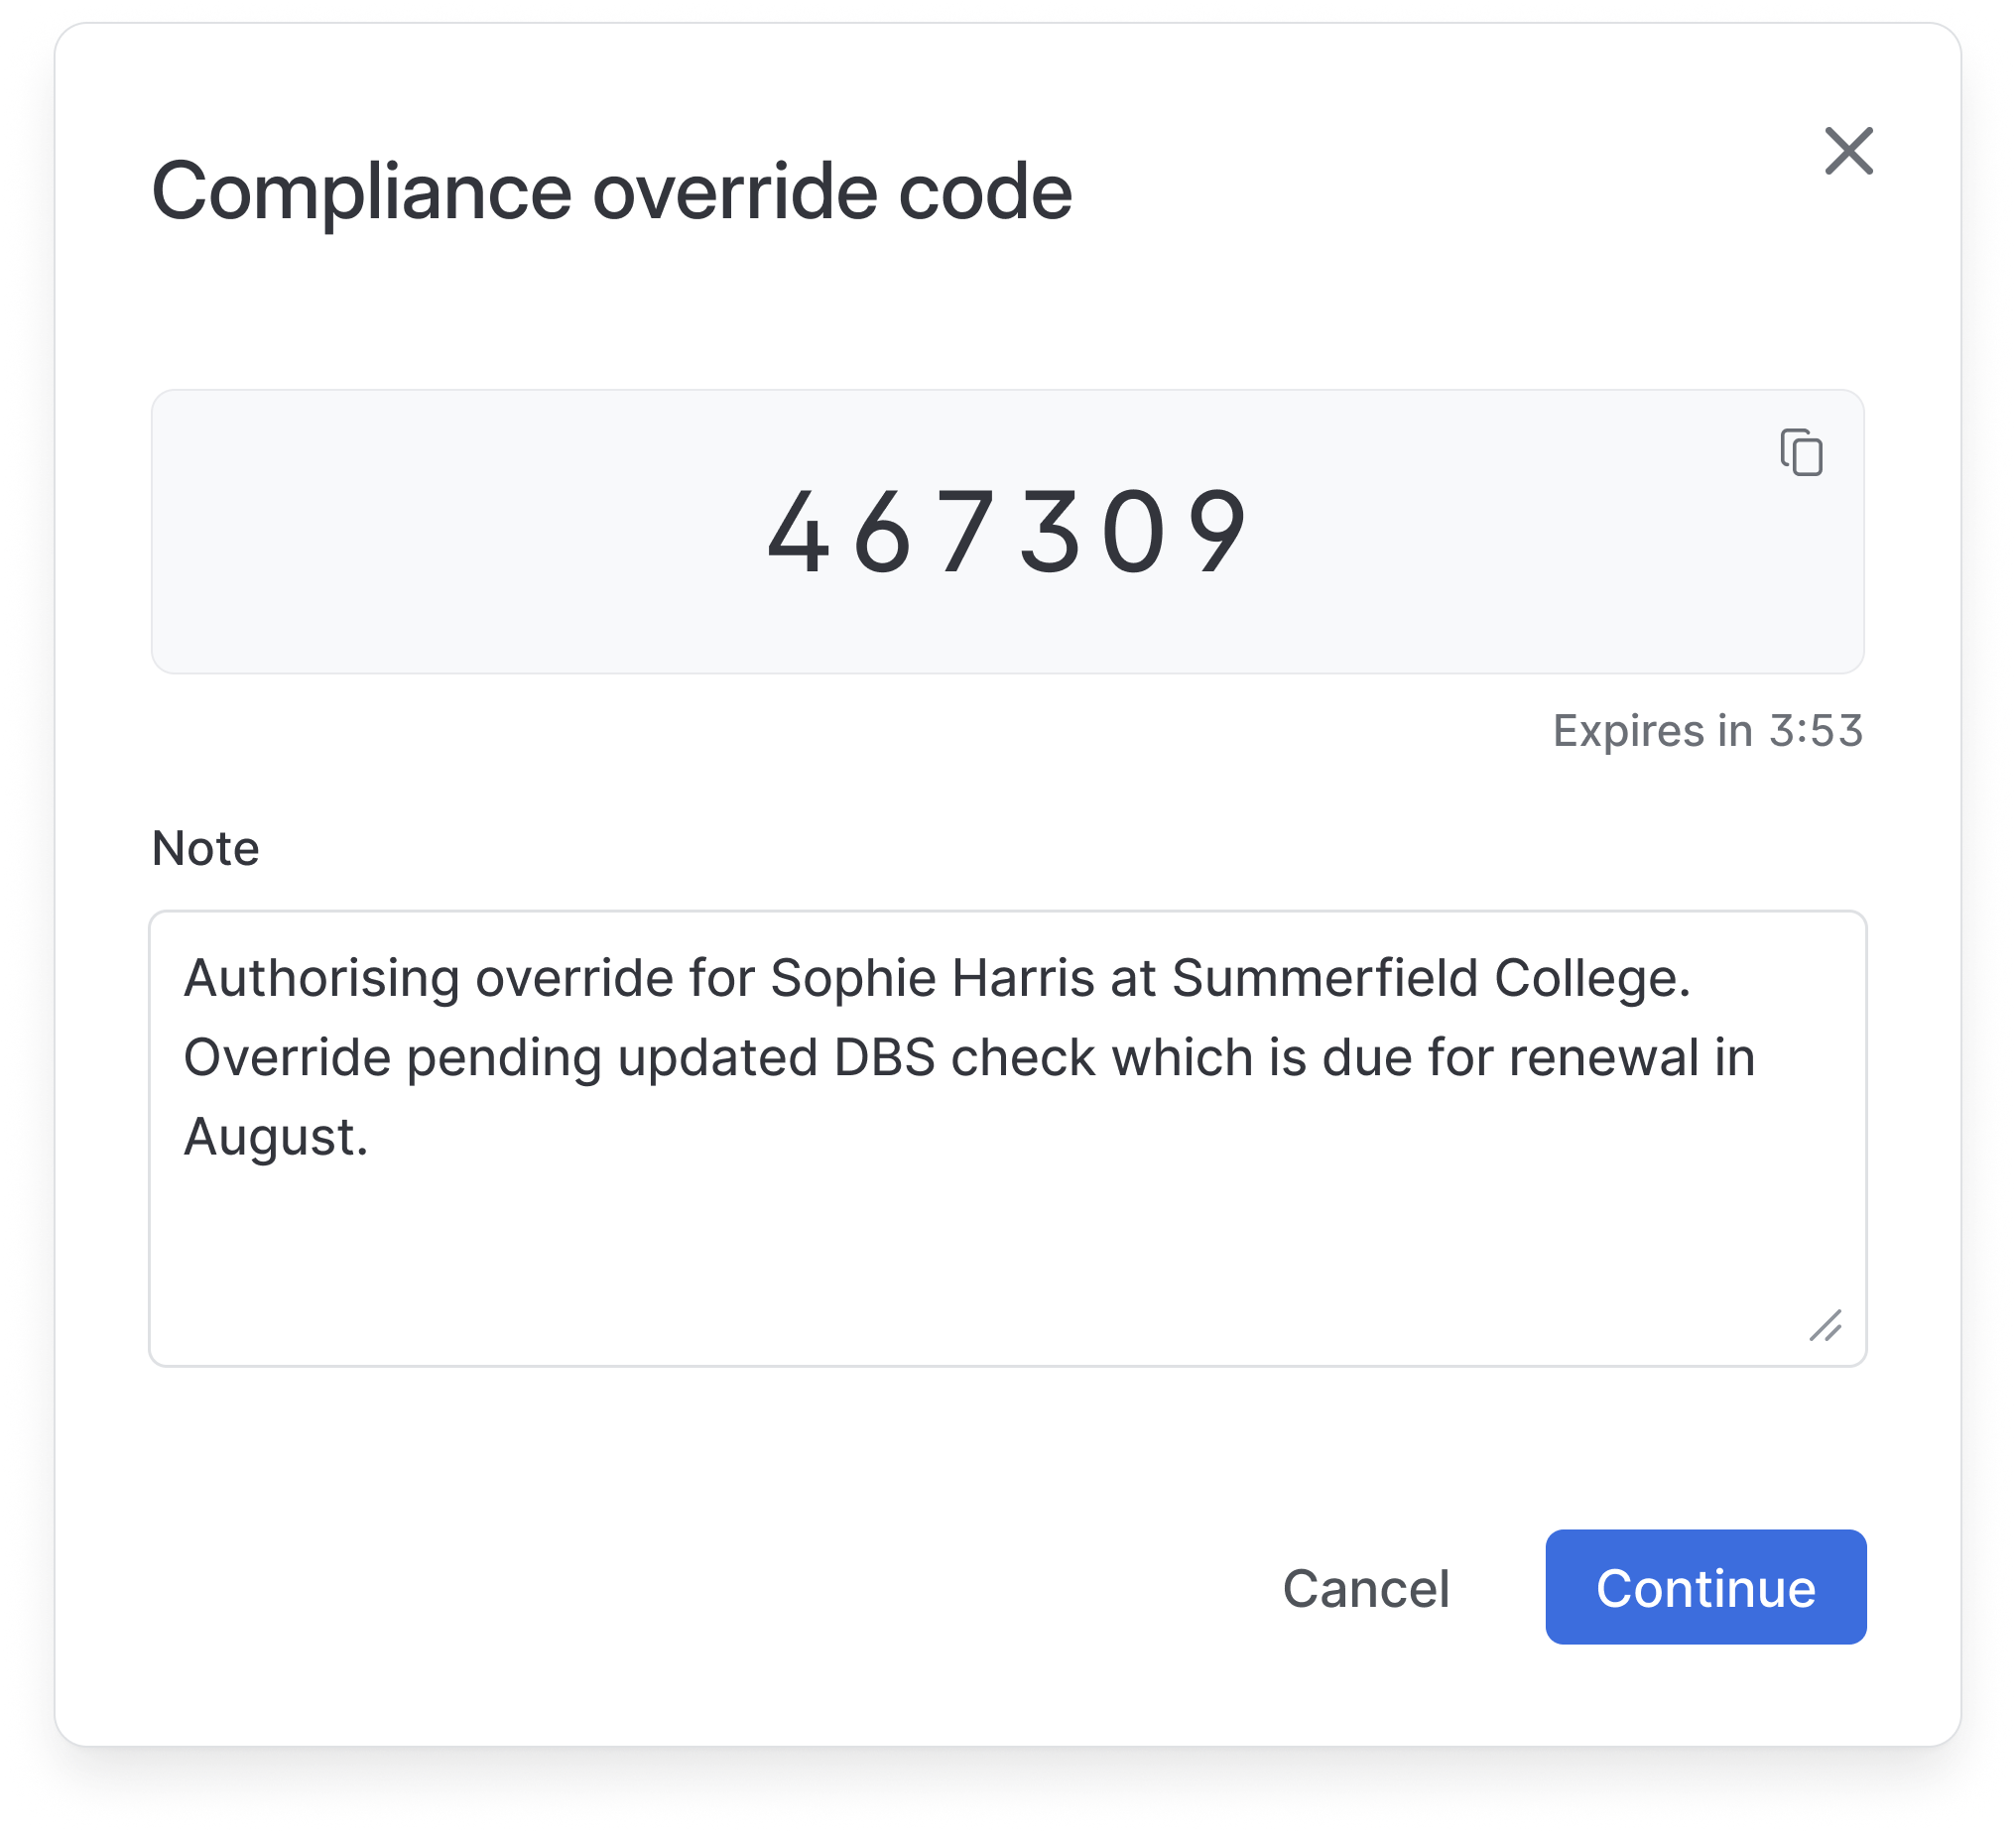 Compliance override code
467309
Expires in 3:53
Note
Authorising override for Sophie Harris at Summerfield College.
Override pending updated DBS check which is due for renewal in
August.
Cancel
Continue